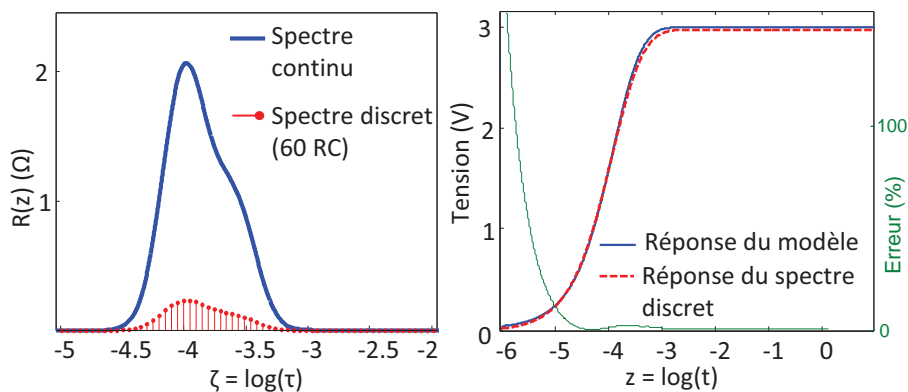 Spectre
continu
Spectre discret
(60 RC)
R(z) (Ω)
2
1
-5
-4.5
-4
-3.5
-3
-2.5
-2
ζ = log(τ)
Tension (V)
3
2
1
0
-6
-5
-4
-3
-2
-1
0
z = log(t)
Réponse du modèle
Réponse du spectre
discret
100
0
Erreur (%)